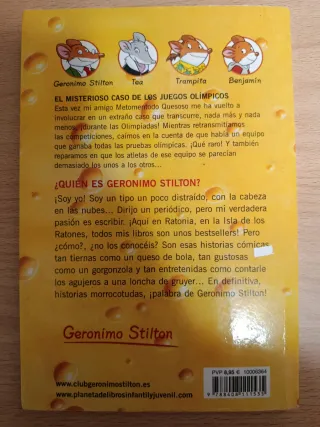 Geronimo Stilton
Tea
Trampita
Benjamín
EL MISTERIOSO CASO DE LOS JUEGOS OLÍMPICOS
Esta vez mi amigo Metomentodo Quesoso me ha vuelto a
involucrar en un extraño caso que transcurre, nada más y nada
menos, ¡durante las Olimpiadas! Mientras retransmitíamos
las competiciones, caímos en la cuenta de que había un equipo
que ganaba todas las pruebas olímpicas. ¡Qué raro! Y también
reparamos en que los atletas de ese equipo se parecían
demasiado los unos a los otros...
¿QUIÉN ES GERONIMO STILTON?
¡Soy yo! Soy un tipo un poco distraído, con la cabeza
en las nubes... Dirijo un periódico, pero mi verdadera
pasión es escribir. ¡Aquí en Ratonia, en la Isla de los
Ratones, todos mis libros son unos bestsellers! Pero
¿cómo?, ¿no los conocéis? Son esas historias cómicas,
tan tiernas como un queso de bola, tan gustosas
como un gorgonzola y tan entretenidas como contarle
los agujeros a una loncha de gruyer... En definitiva,
historias morrocotudas, ¡palabra de Geronimo Stilton!
Geronimo Stilton
www.clubgeronimostilton.es
www.planetadelibrosinfantilyjuvenil.com
PVP 8,95 € 10000364